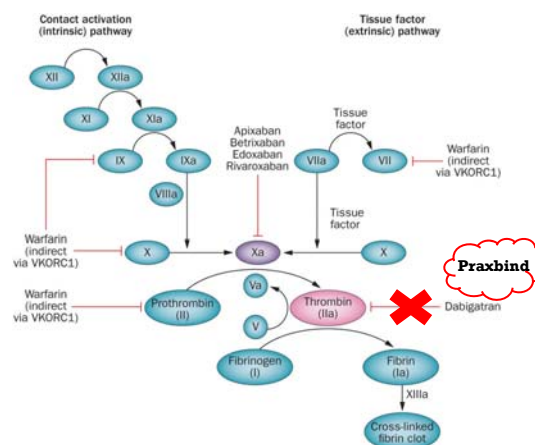 Contact activation
(intrinsic) pathway
Tissue factor
(extrinsic) pathway
XII
XIIa
XI
XIa
IX
IXa
VIIIa
Apixaban
Betrixaban
Edoxaban
Rivaroxaban
Tissue
factor
VIIa
VII
Warfarin
(indirect
via VKORC1)
Tissue
factor
Warfarin
(indirect
via VKORC1)
X
Xa
X
Praxbind
Warfarin
(indirect
via VKORC1)
Prothrombin
(II)
Va
V
Thrombin
(IIa)
Dabigatran
Fibrinogen
(I)
Fibrin
(Ia)
XIIIa
Cross-linked
fibrin clot